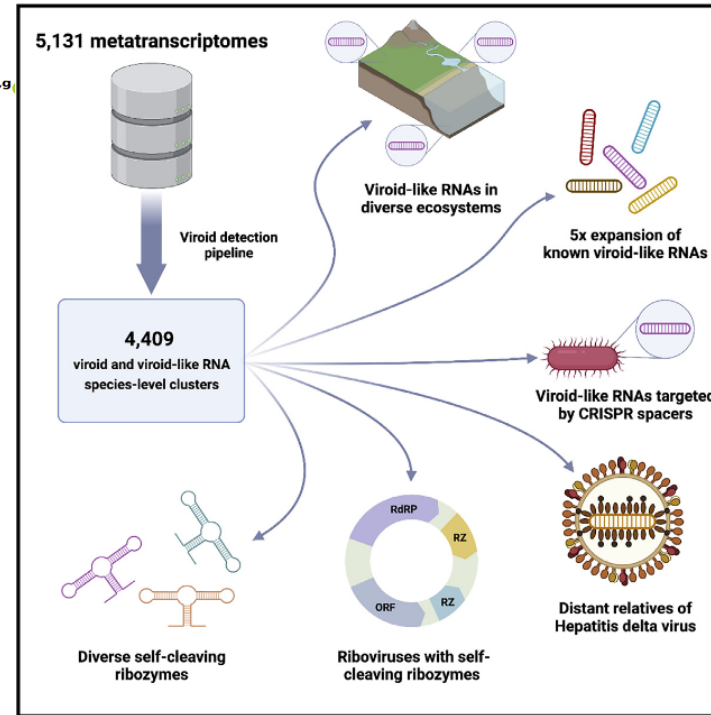 5,131 metatranscriptomes
Viroid detection
pipeline
4,409
viroid and viroid-like RNA
species-level clusters
Viroid-like RNAs in
diverse ecosystems
5x expansion of
known viroid-like RNAs
Viroid-like RNAs targeted
by CRISPR spacers
Distant relatives of
Hepatitis delta virus
RdRP
RZ
RZ
ORF
Riboviruses with self-
cleaving ribozymes
Diverse self-cleaving
ribozymes